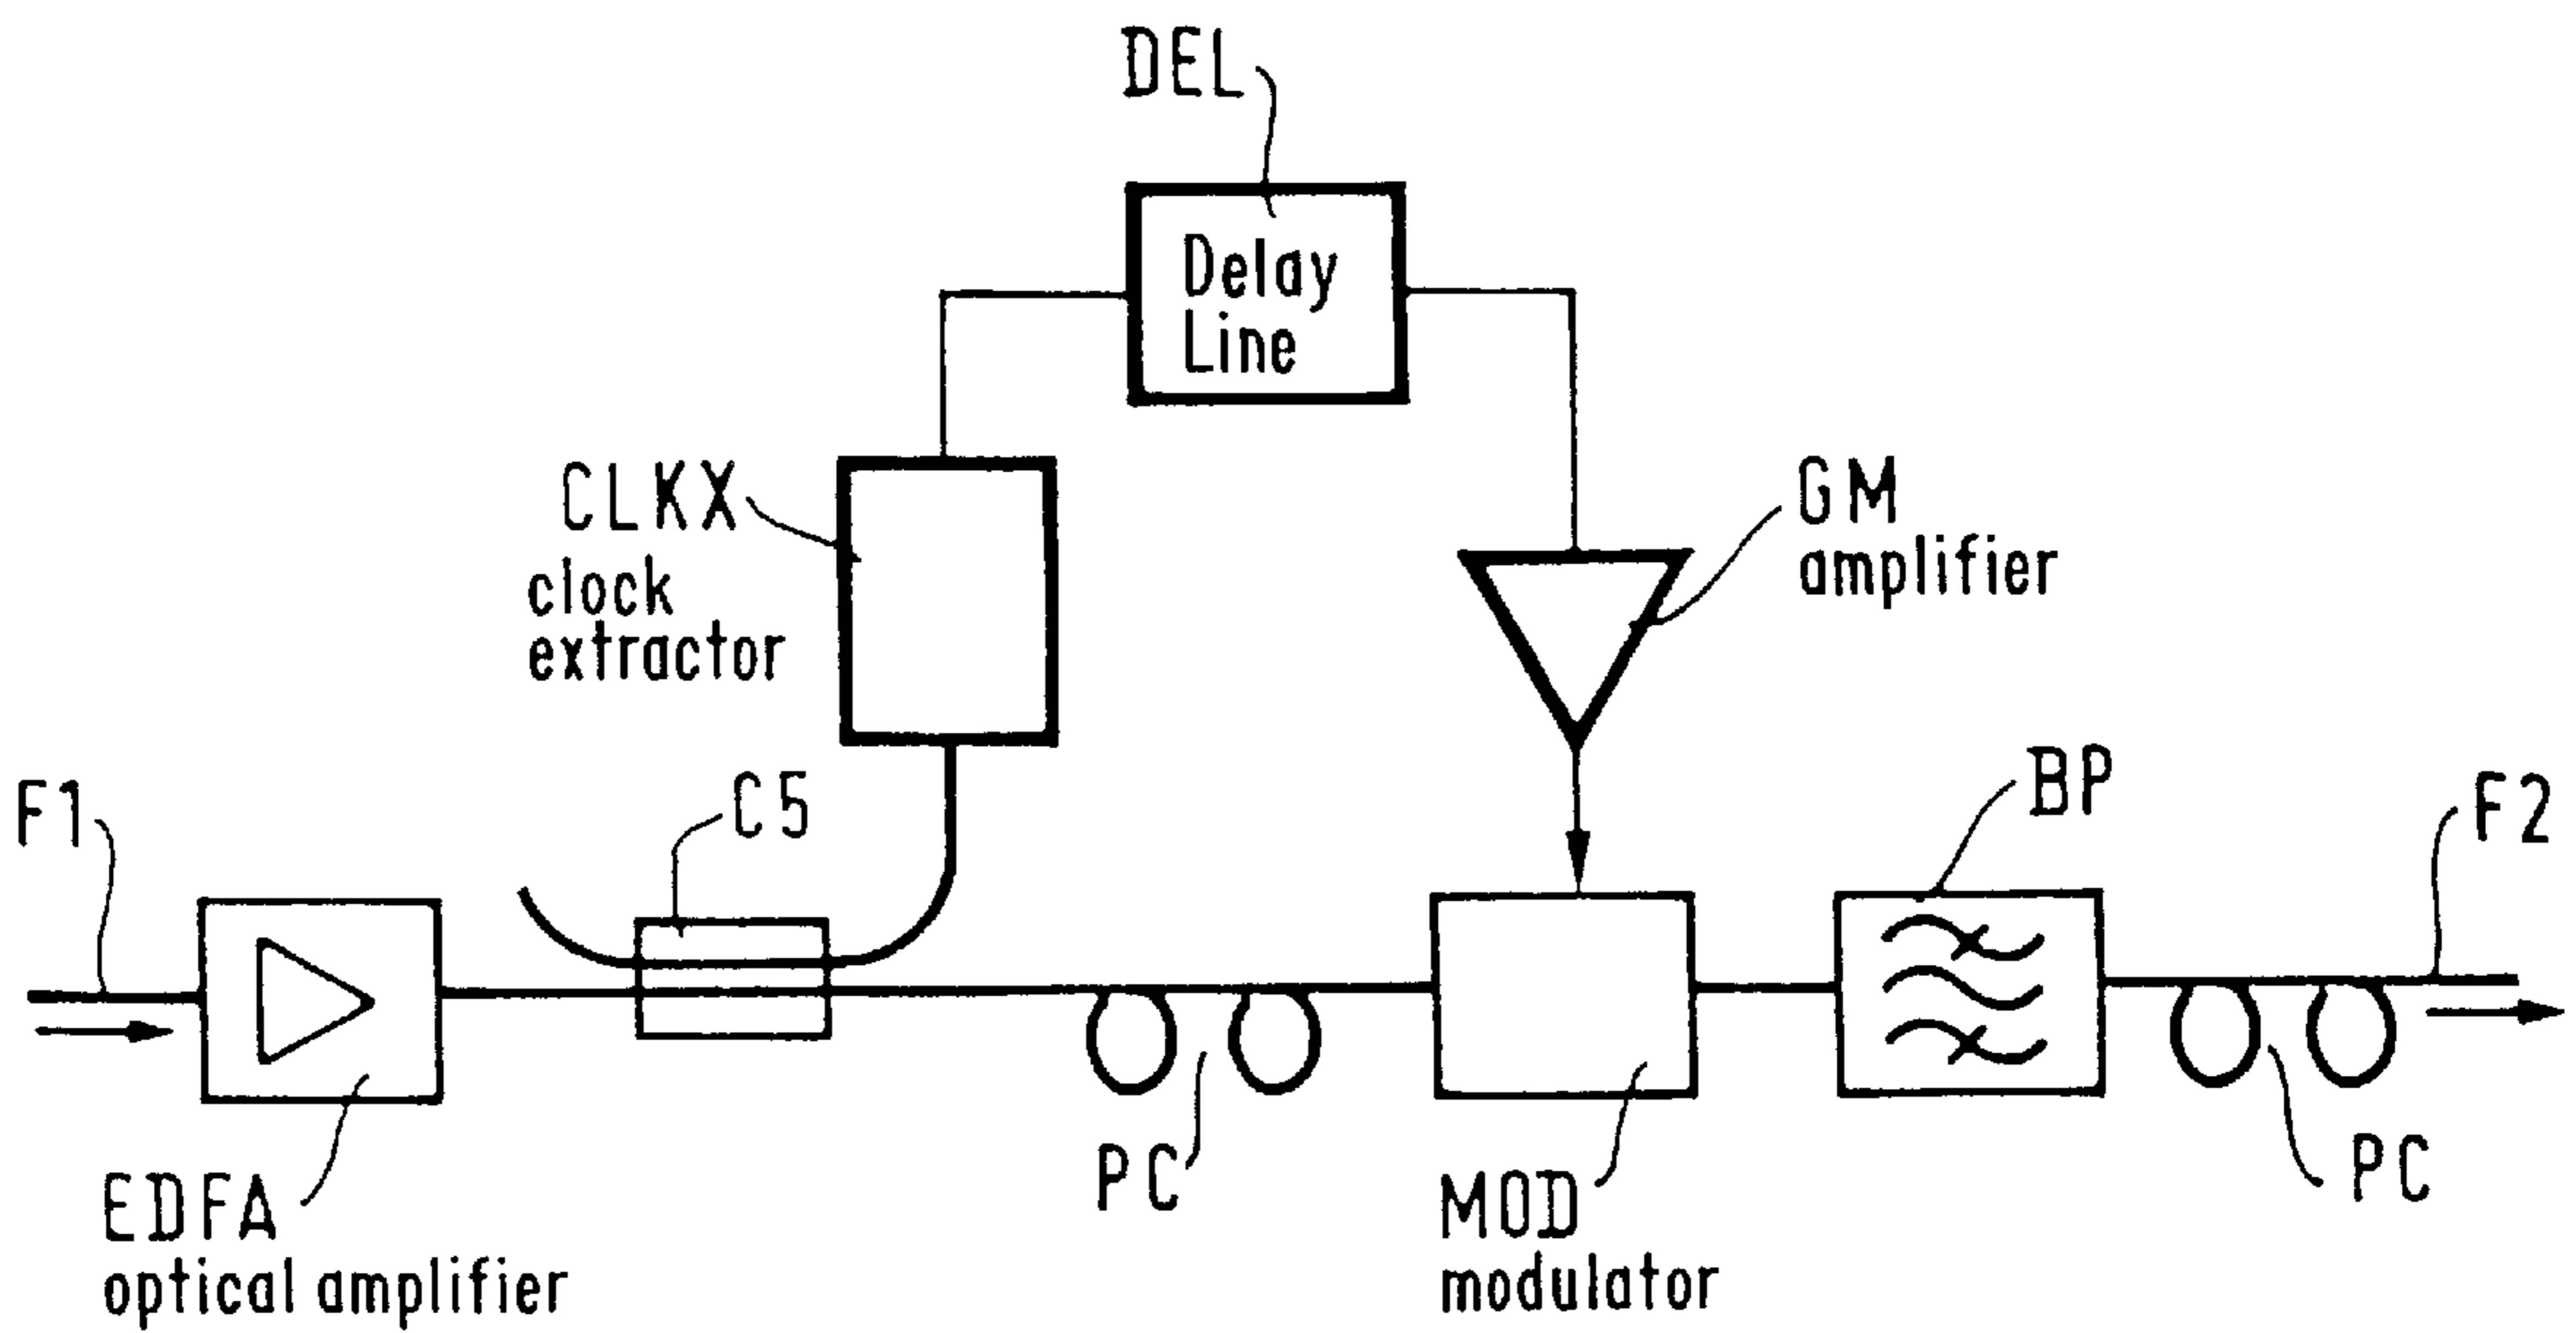 DEL
Delay
Line
CLKX
clock
extractor
GM
amplifier
F1
C5
BP
F2
EDFA
optical amplifier
PC
MOD
modulator
PC